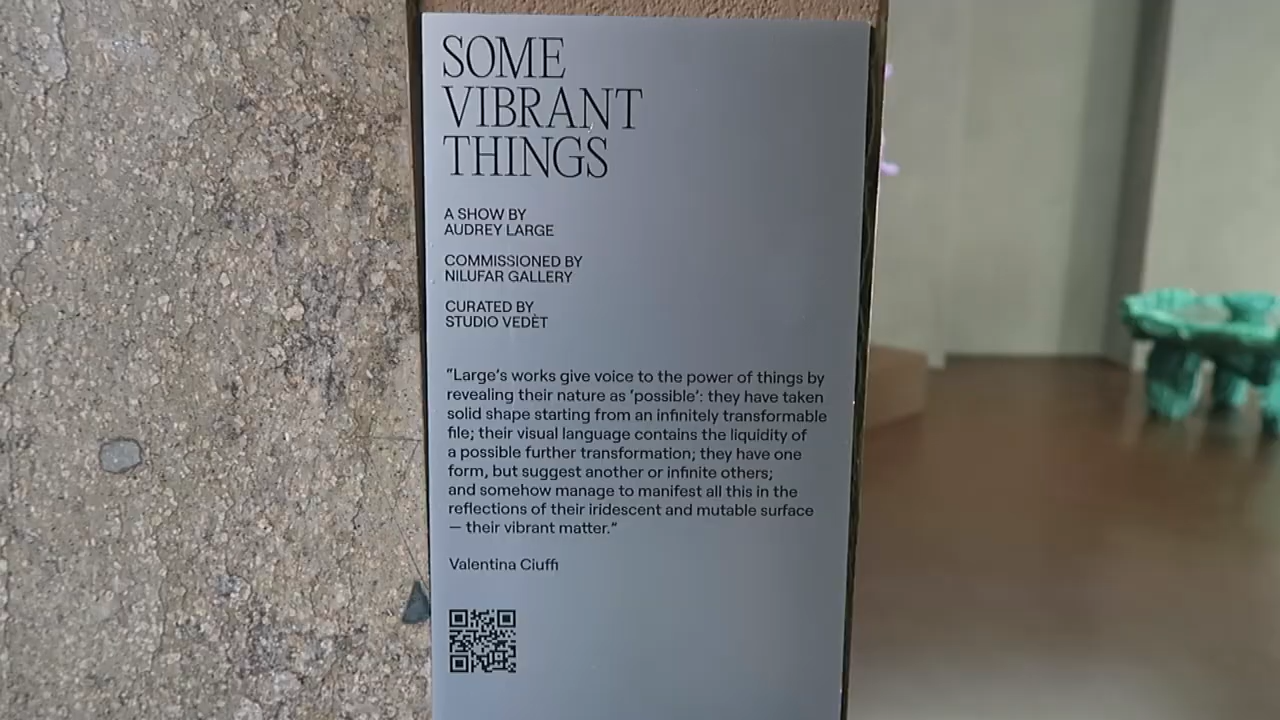 SOME
VIBRANT
THINGS
A SHOW BY
AUDREY LARGE
COMMISSIONED BY
NILUFAR GALLERY
CURATED BY
STUDIO VEDÈT
"Large's works give voice to the power of things by
revealing their nature as 'possible': they have taken
solid shape starting from an infinitely transformable
file; their visual language contains the liquidity of
a possible further transformation; they have one
form, but suggest another or infinite others;
and somehow manage to manifest all this in the
reflections of their iridescent and mutable surface
— their vibrant matter."
Valentina Ciuffi